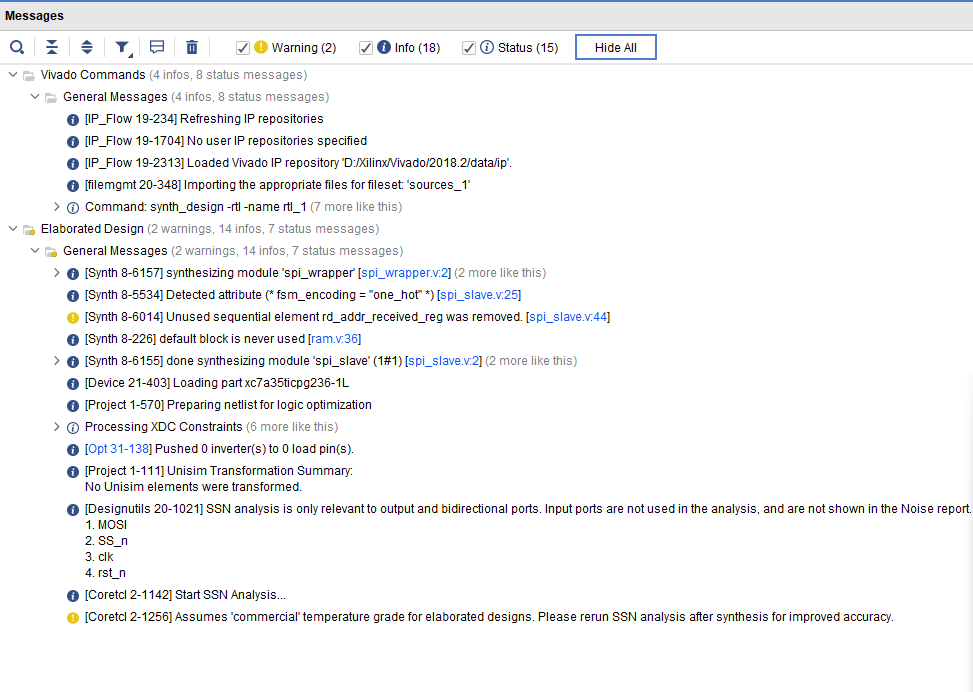 Messages
Warning (2) Info (18) Status (15) Hide All
Vivado Commands (4 infos, 8 status messages)
General Messages (4 infos, 8 status messages)
[IP_Flow 19-234] Refreshing IP repositories
[IP_Flow 19-1704] No user IP repositories specified
[IP_Flow 19-2313] Loaded Vivado IP repository 'D:/Xilinx/Vivado/2018.2/data/ip'.
[filemgmt 20-348] Importing the appropriate files for fileset: 'sources_1'
Command: synth_design -rtl -name rtl_1 (7 more like this)
Elaborated Design (2 warnings, 14 infos, 7 status messages)
General Messages (2 warnings, 14 infos, 7 status messages)
[Synth 8-6157] synthesizing module 'spi_wrapper' [spi_wrapper.v:2] (2 more like this)
[Synth 8-5534] Detected attribute (* fsm_encoding = "one_hot" *) [spi_slave.v:25]
[Synth 8-6014] Unused sequential element rd_addr_received_reg was removed. [spi_slave.v:44]
[Synth 8-226] default block is never used [ram.v:36]
[Synth 8-6155] done synthesizing module 'spi_slave' (1#1) [spi_slave.v:2] (2 more like this)
[Device 21-403] Loading part xc7a35ticpg236-1L
[Project 1-570] Preparing netlist for logic optimization
Processing XDC Constraints (6 more like this)
[Opt 31-138] Pushed 0 inverter(s) to 0 load pin(s).
[Project 1-111] Unisim Transformation Summary:
No Unisim elements were transformed.
[Designutils 20-1021] SSN analysis is only relevant to output and bidirectional ports. Input ports are not used in the analysis, and are not shown in the Noise report.
1. MOSI
2. SS_n
3. clk
4. rst_n
[Coretcl 2-1142] Start SSN Analysis...
[Coretcl 2-1256] Assumes 'commercial' temperature grade for elaborated designs. Please rerun SSN analysis after synthesis for improved accuracy.